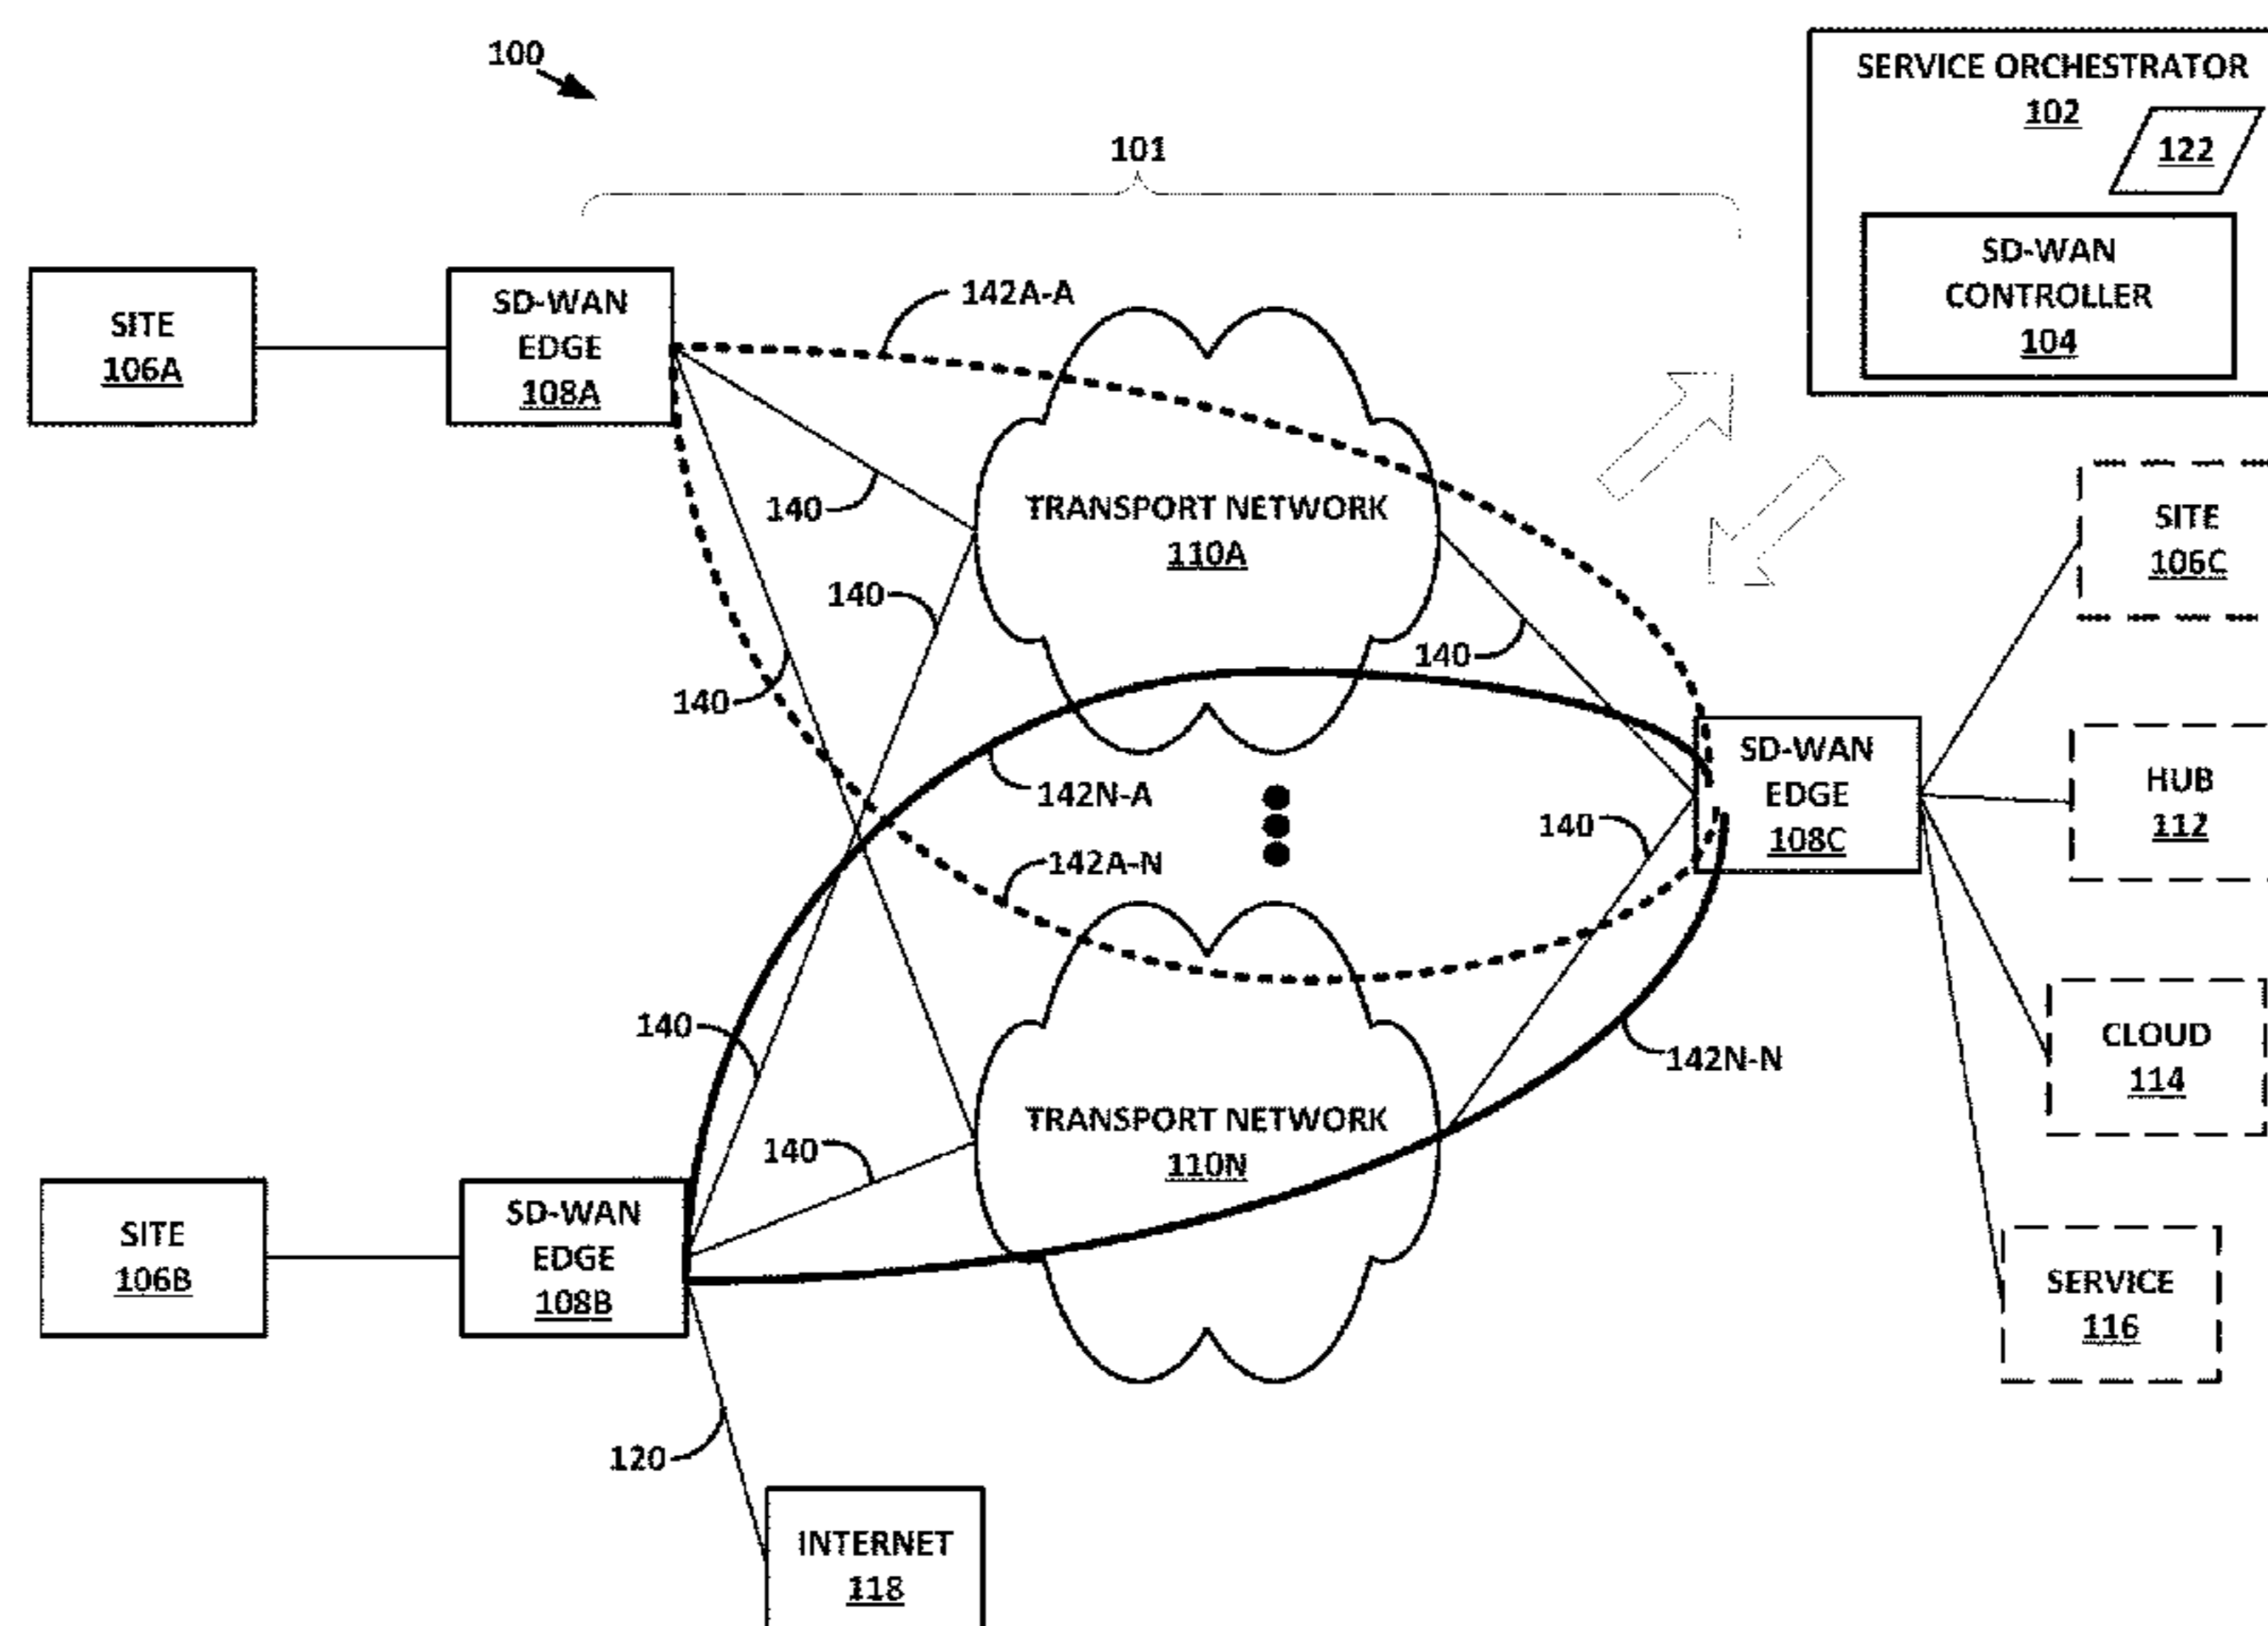 100
SERVICE ORCHESTRATOR
102
122
101
SD-WAN
CONTROLLER
104
SITE
106A
SD-WAN
EDGE
108A
142A-A
TRANSPORT NETWORK
110A
140
140
140
140
SITE
106C
142N-A
142A-N
140
SD-WAN
EDGE
108C
HUB
112
140
140
142N-N
CLOUD
114
TRANSPORT NETWORK
110N
SITE
106B
SD-WAN
EDGE
108B
SERVICE
116
120
INTERNET
118